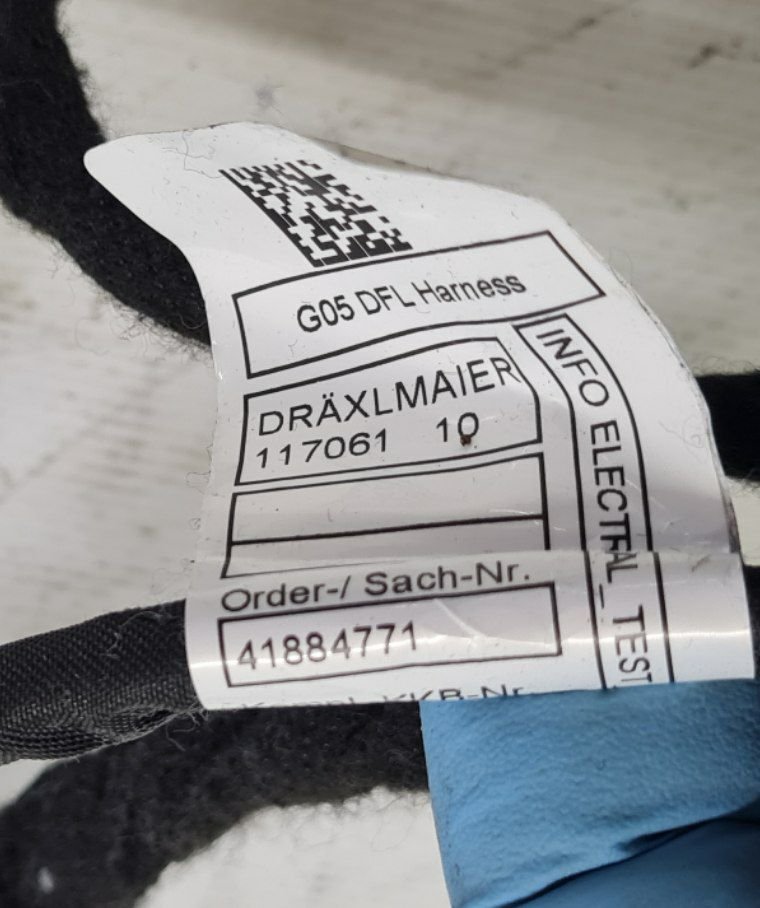 G05 DFL Harness
DRÄXLMAIER
117061 10
INFO ELECTRAL_TEST
Order-/ Sach-Nr.
41884771